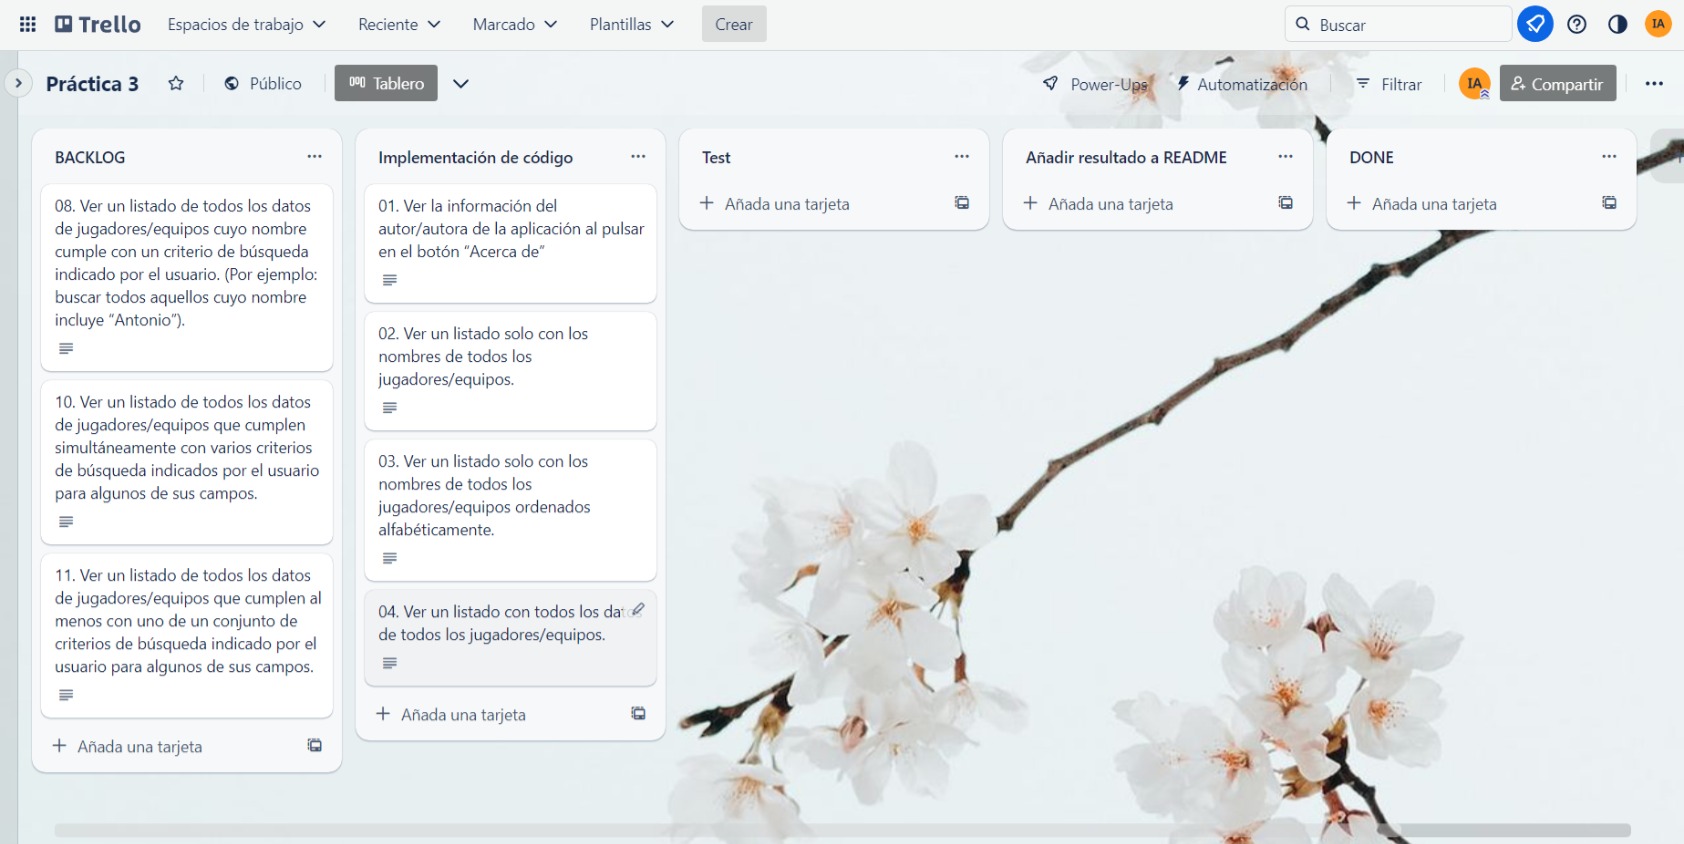 Trello
Espacios de trabajo
Reciente
Marcado
Plantillas
Crear
Buscar
IA
Práctica 3
Público
Tablero
Power-Ups
Automatización
Filtrar
IA
Compartir
BACKLOG
08. Ver un listado de todos los datos
de jugadores/equipos cuyo nombre
cumple con un criterio de búsqueda
indicado por el usuario. (Por ejemplo:
buscar todos aquellos cuyo nombre
incluye “Antonio”).
10. Ver un listado de todos los datos
de jugadores/equipos que cumplen
simultáneamente con varios criterios
de búsqueda indicados por el usuario
para algunos de sus campos.
11. Ver un listado de todos los datos
de jugadores/equipos que cumplen al
menos con uno de un conjunto de
criterios de búsqueda indicado por el
usuario para algunos de sus campos.
+ Añada una tarjeta
Implementación de código
01. Ver la información del
autor/autora de la aplicación al pulsar
en el botón “Acerca de”
02. Ver un listado solo con los
nombres de todos los
jugadores/equipos.
03. Ver un listado solo con los
nombres de todos los
jugadores/equipos ordenados
alfabéticamente.
04. Ver un listado con todos los datos
de todos los jugadores/equipos.
+ Añada una tarjeta
Test
+ Añada una tarjeta
Añadir resultado a README
+ Añada una tarjeta
DONE
+ Añada una tarjeta